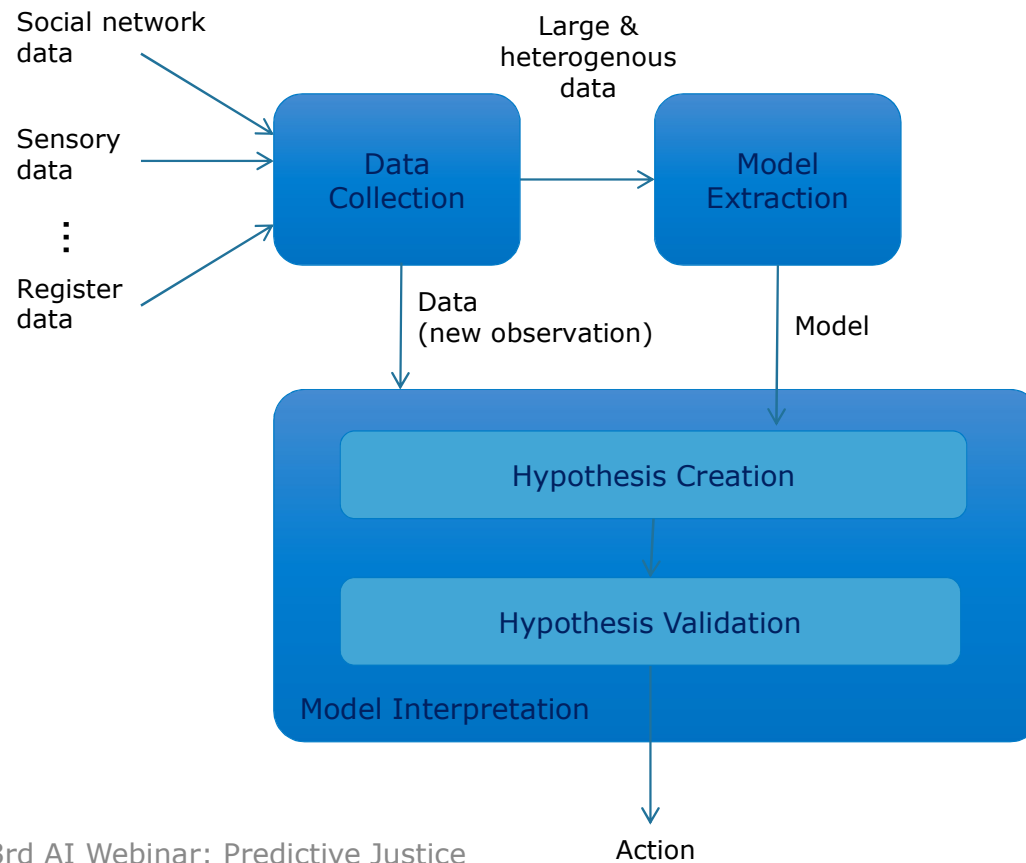 Social network
data
Large &
heterogenous
data
Sensory
data
Data
Collection
Model
Extraction
⋮
Register
data
Data
(new observation)
Model
Hypothesis Creation
Hypothesis Validation
Model Interpretation
3rd AI Webinar: Predictive Justice
Action